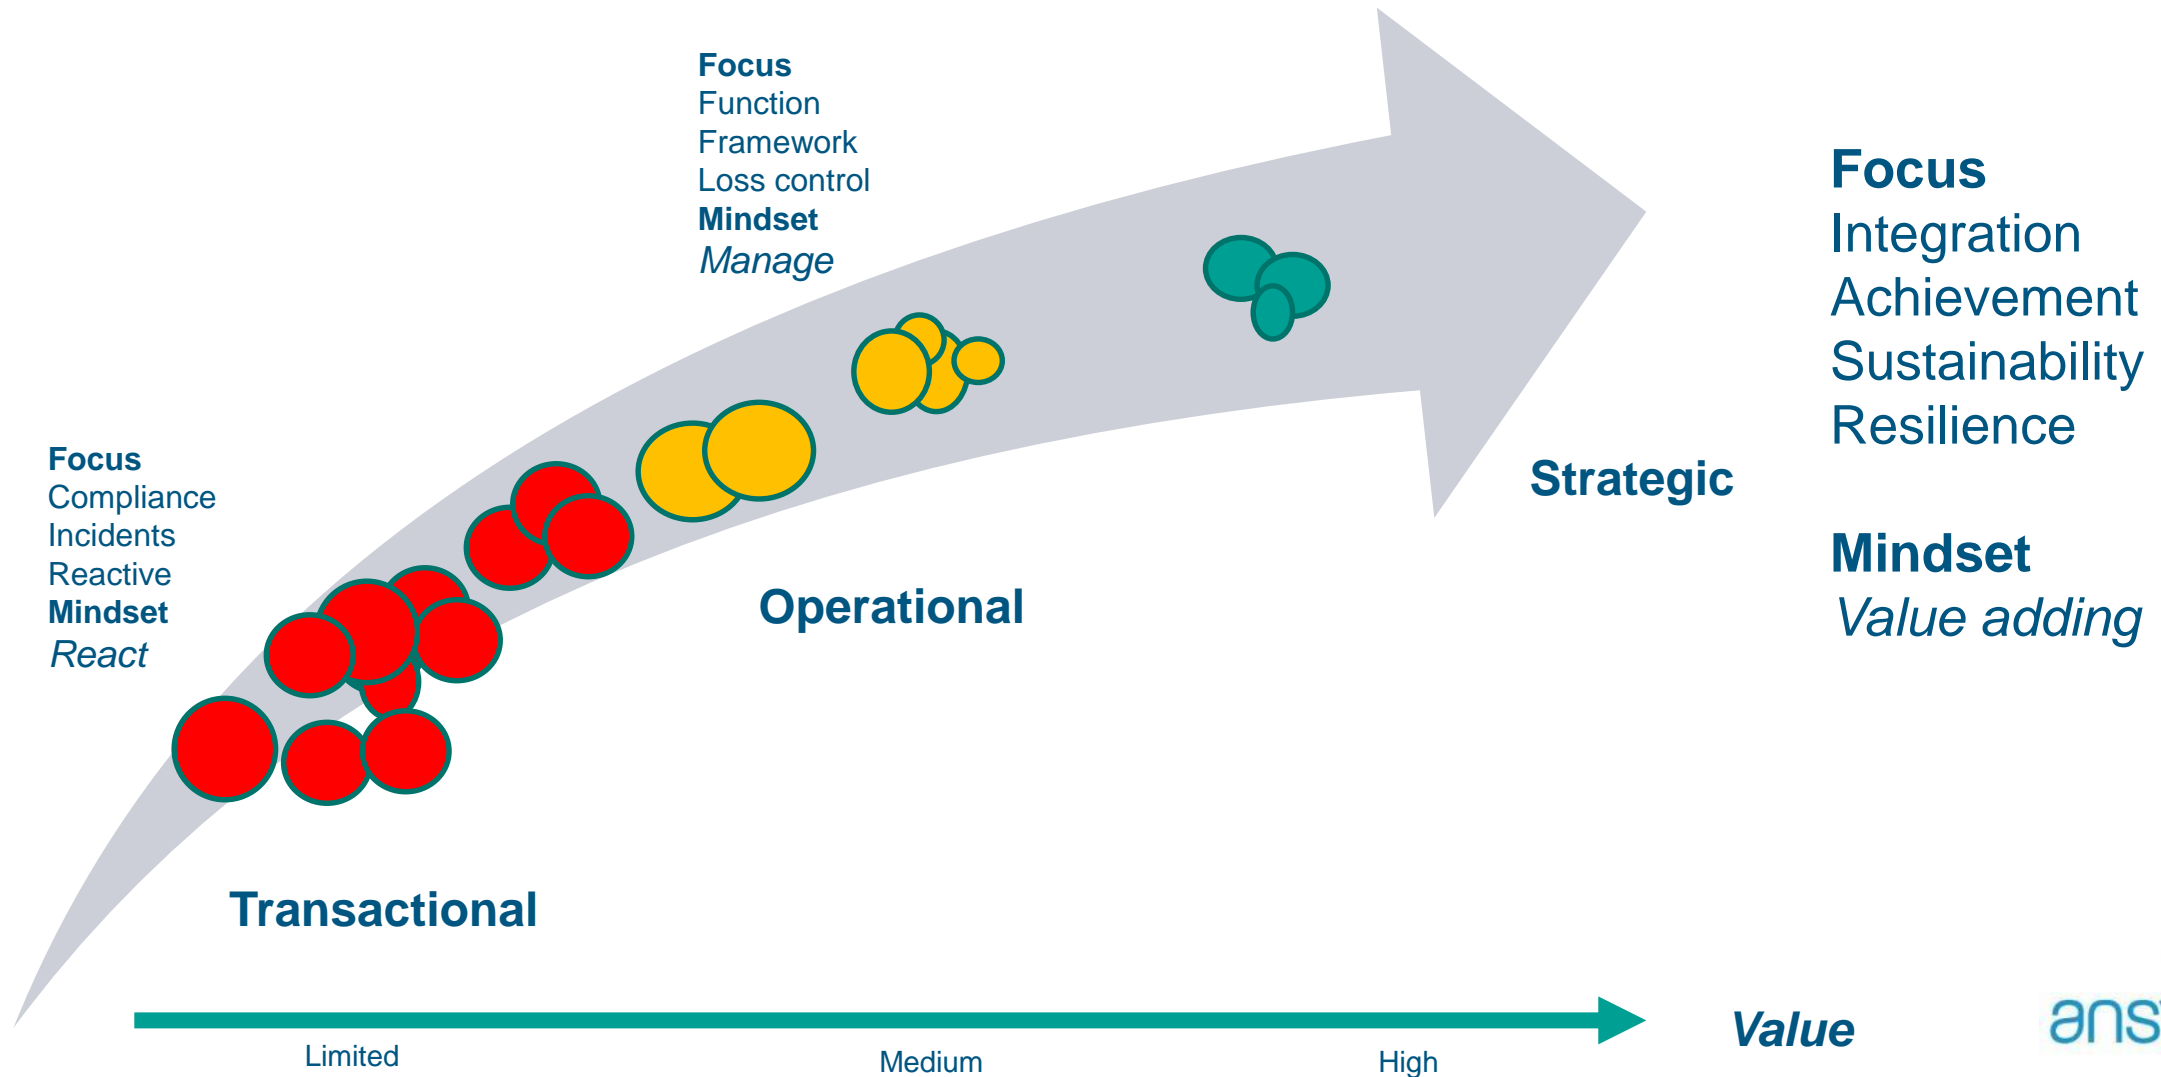 Focus
Function
Framework
Loss control
Mindset
Manage
Focus
Integration
Achievement
Sustainability
Resilience
Mindset
Value adding
Focus
Compliance
Incidents
Reactive
Mindset
React
Strategic
Operational
Transactional
Limited
Medium
High
Value